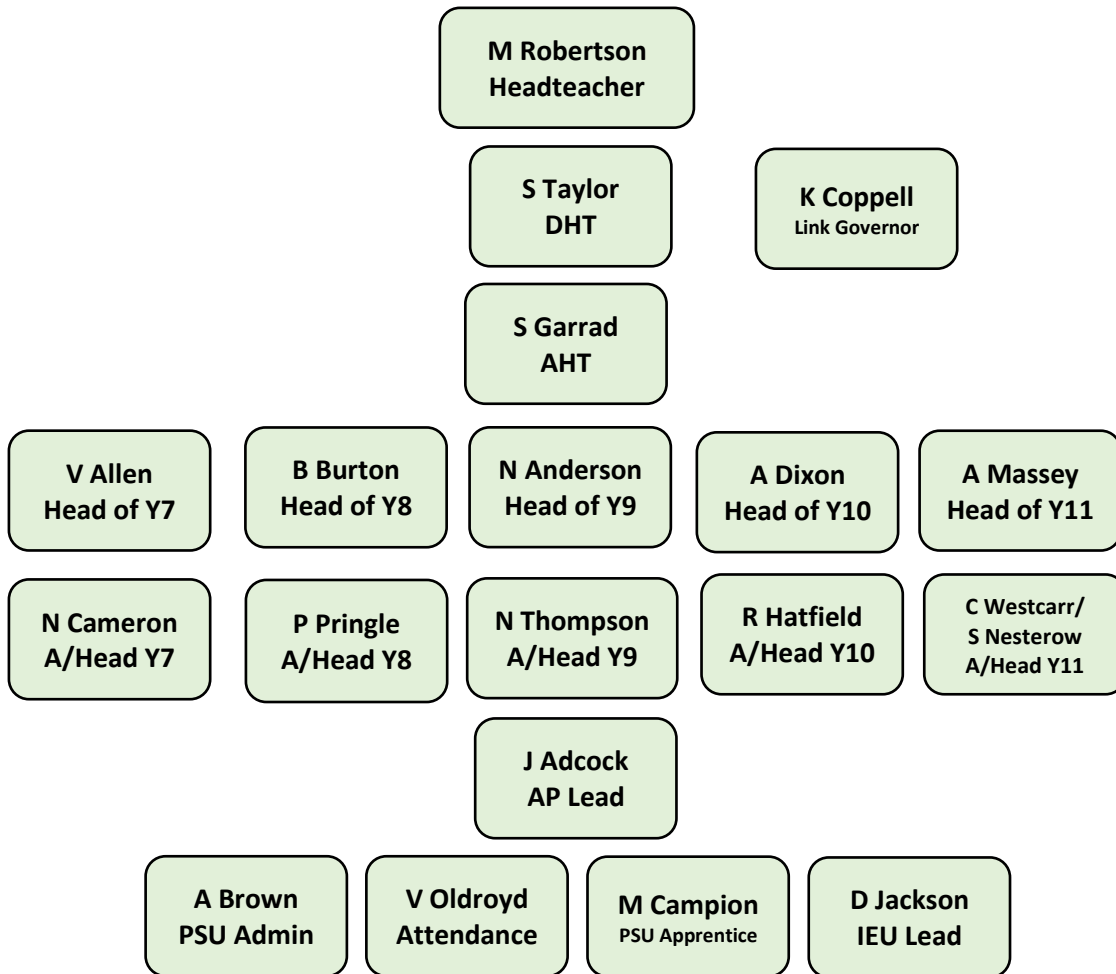 M Robertson
Headteacher
S Taylor
DHT
K Coppell
Link Governor
S Garrad
AHT
V Allen
Head of Y7
B Burton
Head of Y8
N Anderson
Head of Y9
A Dixon
Head of Y10
A Massey
Head of Y11
N Cameron
A/Head Y7
P Pringle
A/Head Y8
N Thompson
A/Head Y9
R Hatfield
A/Head Y10
C Westcarr/
S Nesterow
A/Head Y11
J Adcock
AP Lead
A Brown
PSU Admin
V Oldroyd
Attendance
M Campion
PSU Apprentice
D Jackson
IEU Lead